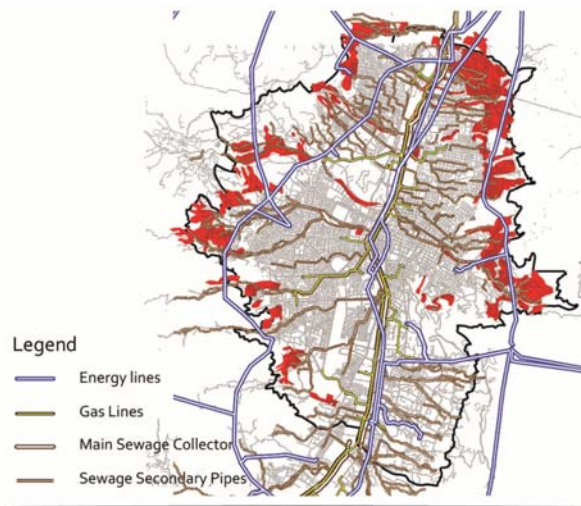 Legend
Energy lines
Gas Lines
Main Sewage Collector
Sewage Secondary Pipes